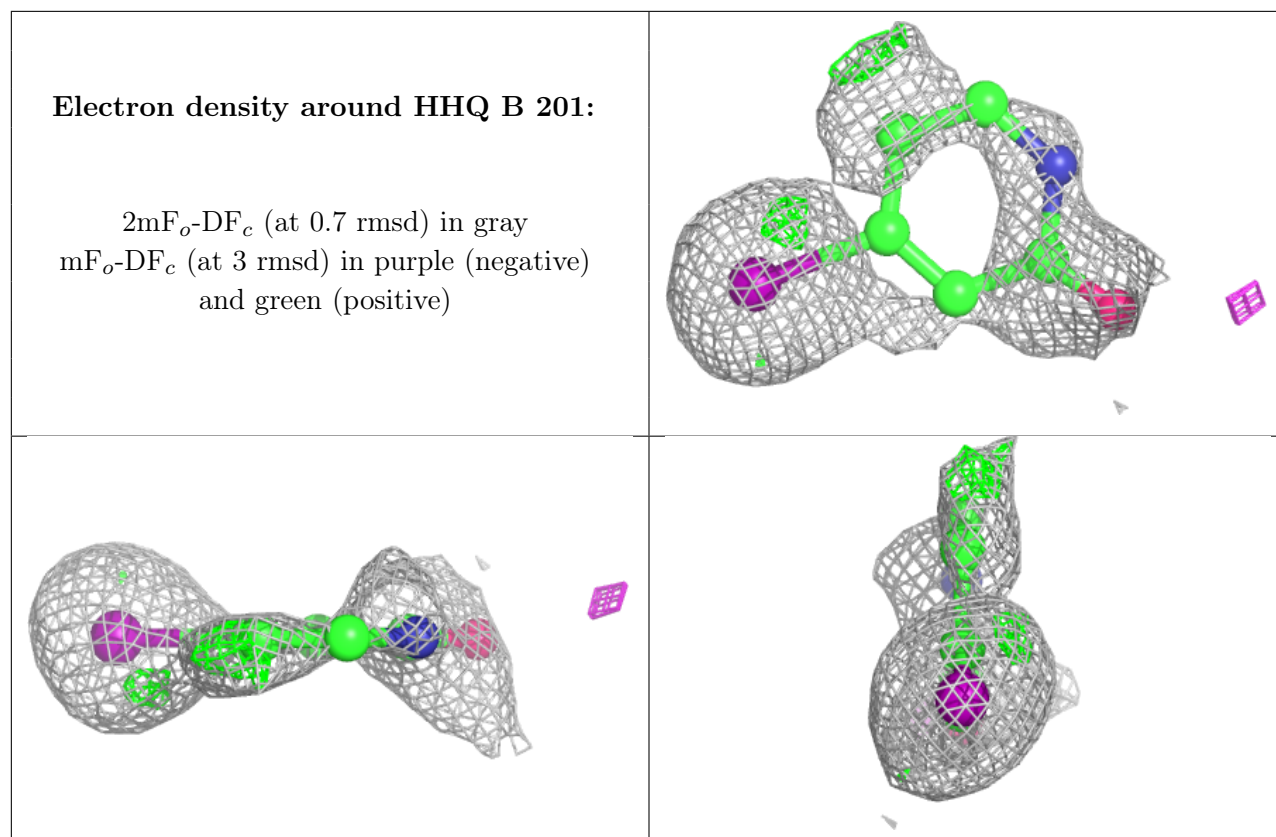 Electron density around HHQ B 201:
2mFₒ-DF𝑐 (at 0.7 rmsd) in gray
mFₒ-DF𝑐 (at 3 rmsd) in purple (negative)
and green (positive)